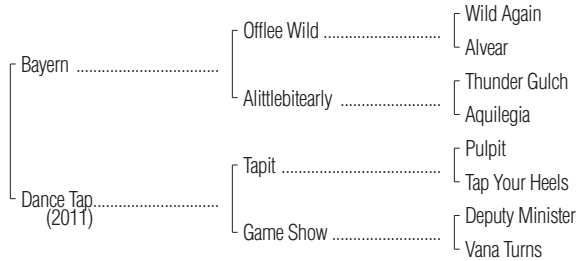 Wild Again
Offlee Wild ............................
Alvear
Bayern ..................................
Thunder Gulch
Alittlebitearly ........................
Aquilegia
Pulpit
Tapit ......................................
Tap Your Heels
Dance Tap..............................
(2011)
Deputy Minister
Game Show ..........................
Vana Turns